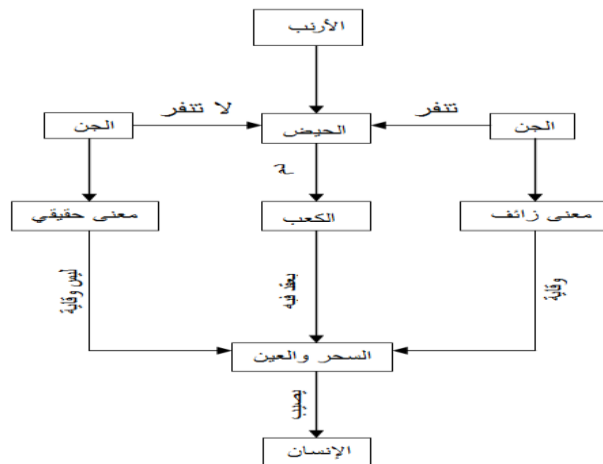 الأرنب
تنفر
لا تنفر
الجن
الحيض
الجن
له
معنى زائف
الكعب
معنى حقيقي
وقاية
يعقد فيه
ليس وقاية
السحر والعين
يصيب
الإنسان